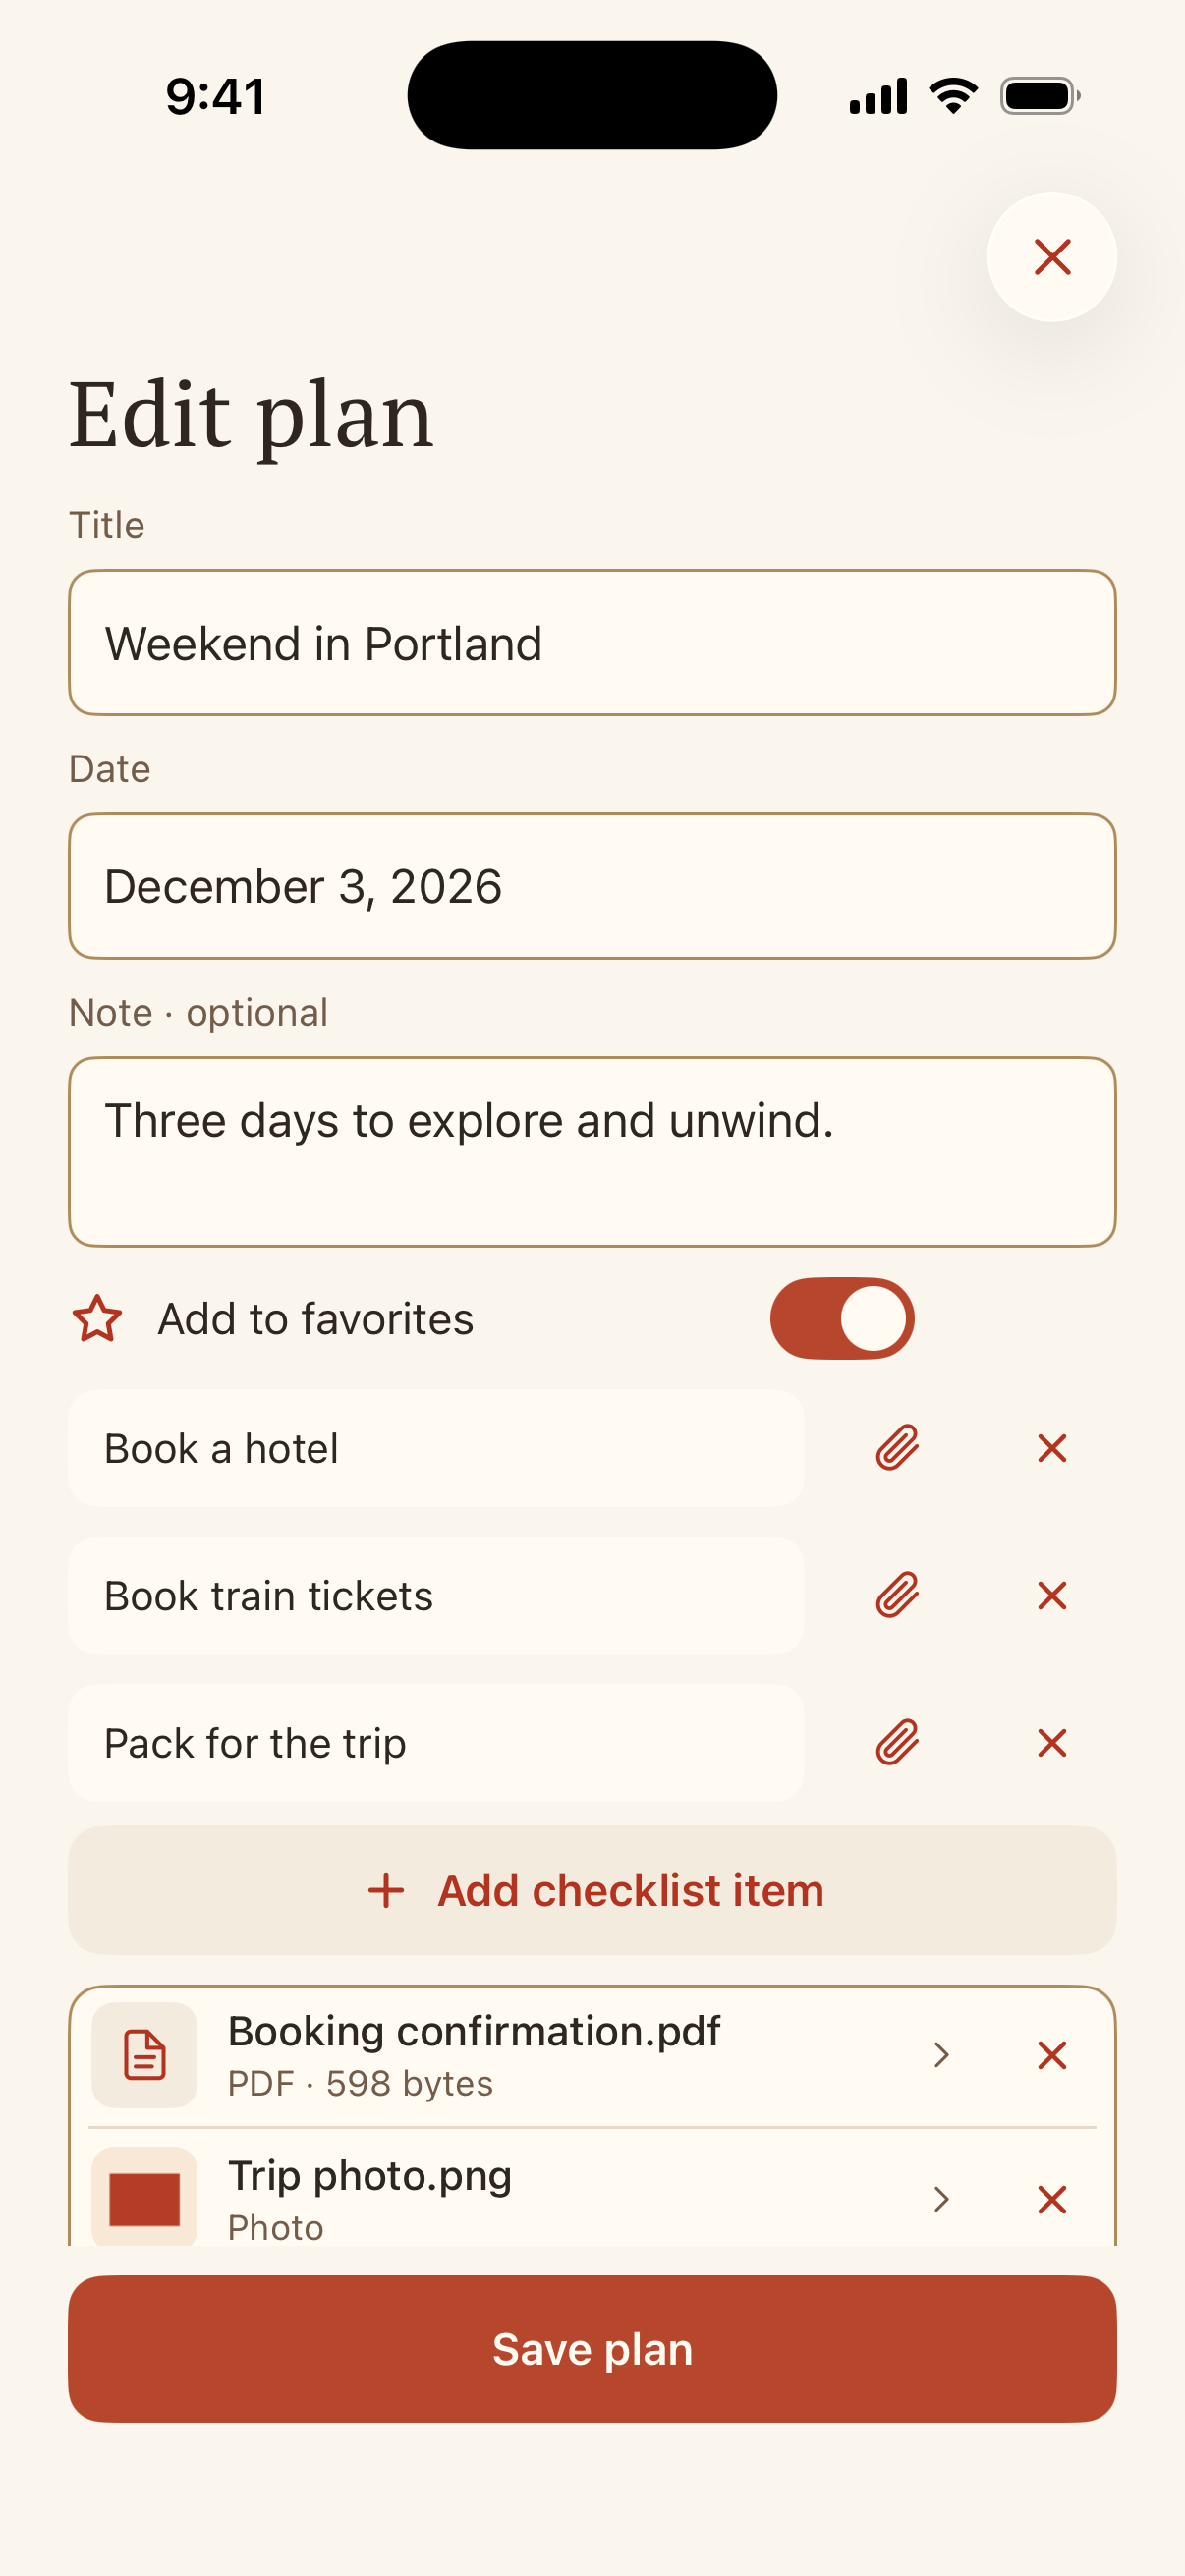 9:41
Edit plan
Title
Weekend in Portland
Date
December 3, 2026
Note · optional
Three days to explore and unwind.
Add to favorites
Book a hotel
Book train tickets
Pack for the trip
Add checklist item
Booking confirmation.pdf
PDF · 598 bytes
Trip photo.png
Photo
Save plan